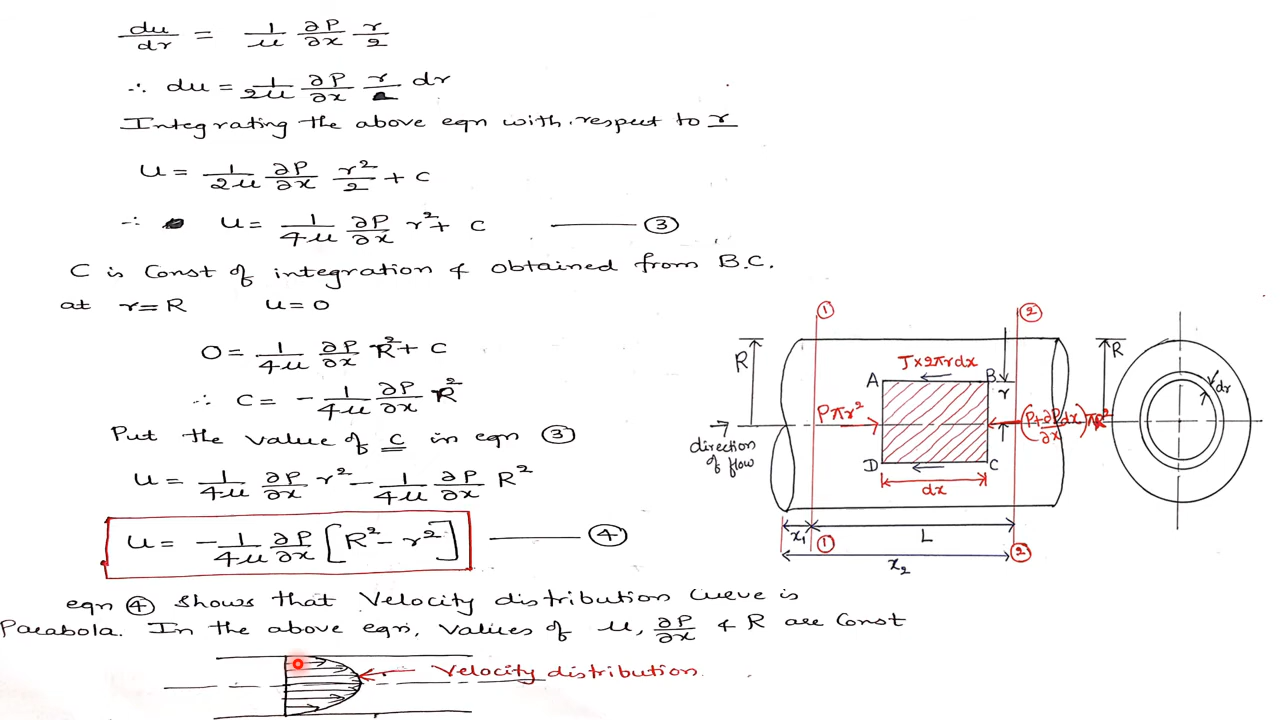 du/dr = 1/μ ∂P/∂x r/2
∴ du = 1/2μ ∂P/∂x r dr
Integrating the above eqn with respect to r
u = 1/2μ ∂P/∂x r²/2 + C
∴ u = 1/4μ ∂P/∂x r² + C ——— ③
C is Const of integration & obtained from B.C.
at r=R u=0
0 = 1/4μ ∂P/∂x R² + C
∴ C = - 1/4μ ∂P/∂x R²
Put the value of C in eqn ③
u = 1/4μ ∂P/∂x r² - 1/4μ ∂P/∂x R²
u = - 1/4μ ∂P/∂x [R² - r²] ——— ④
eqn ④ Shows that Velocity distribution Curve is
Parabola. In the above eqn, Values of μ, ∂P/∂x & R are Const
Velocity distribution.
① ②
R
τ×2πrdx
A B
r
R
dr
Pπr²
(P+∂P/∂x dx)πr²
direction
of flow
D C
dx
x₁ L
① ②
x₂